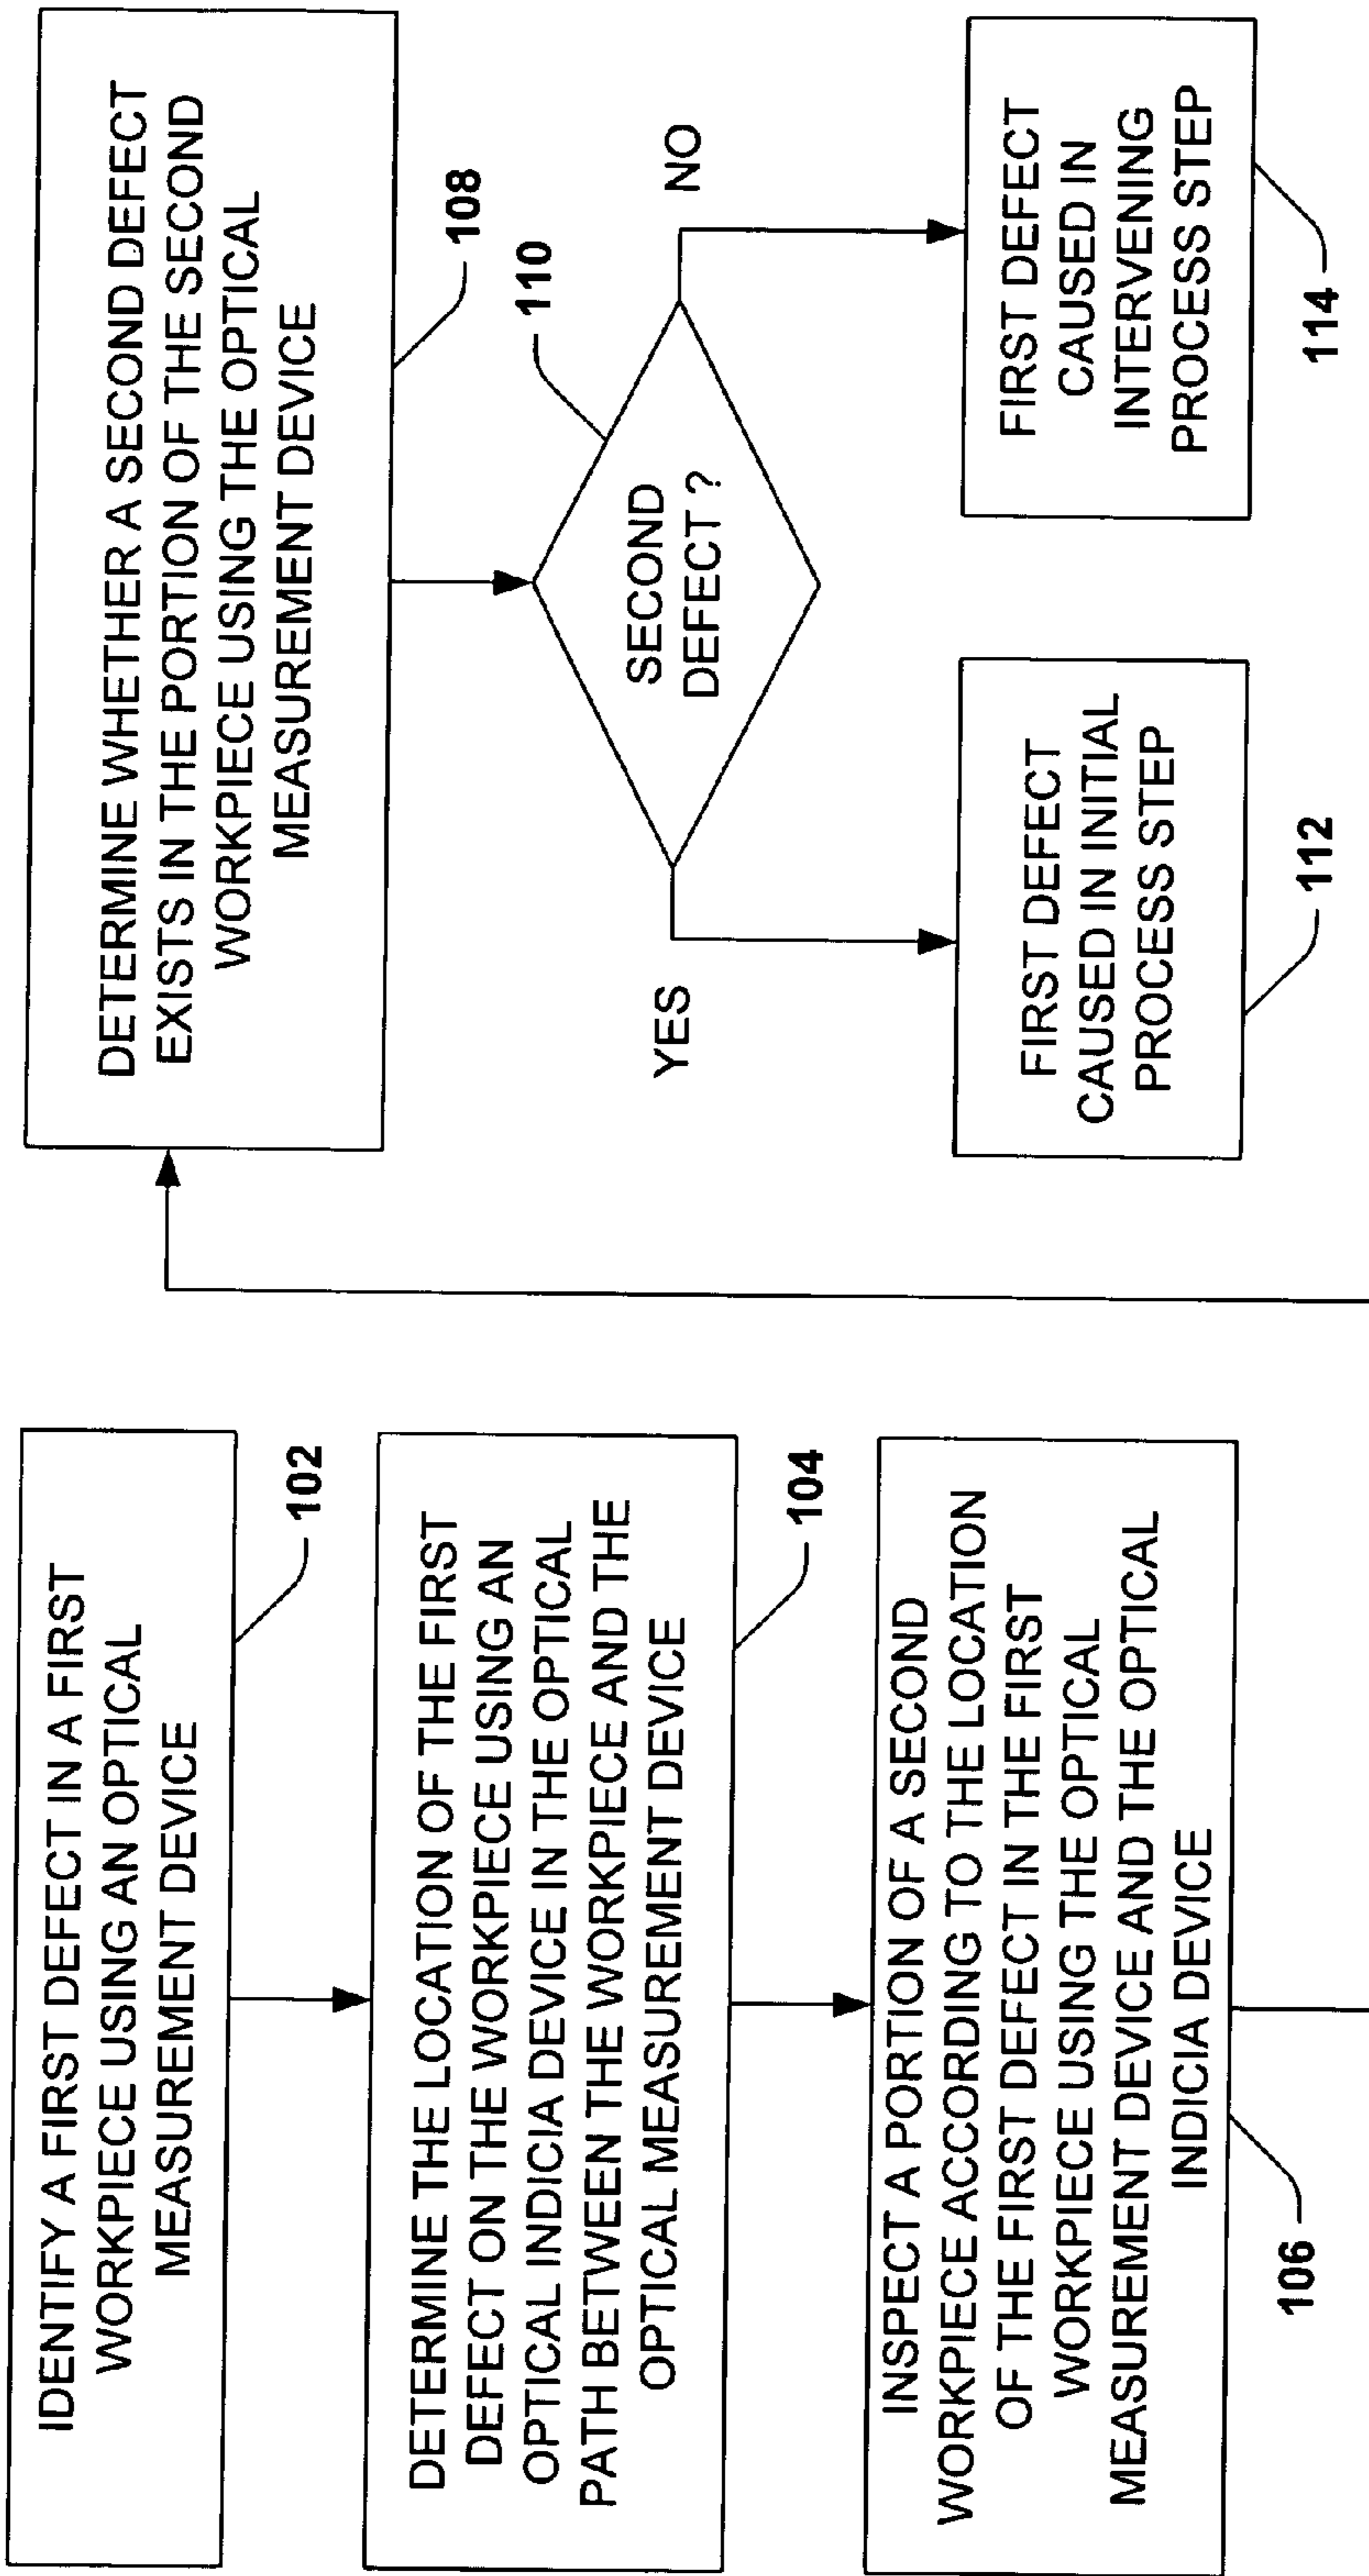 IDENTIFY A FIRST DEFECT IN A FIRST
WORKPIECE USING AN OPTICAL
MEASUREMENT DEVICE
102
DETERMINE THE LOCATION OF THE FIRST
DEFECT ON THE WORKPIECE USING AN
OPTICAL INDICIA DEVICE IN THE OPTICAL
PATH BETWEEN THE WORKPIECE AND THE
OPTICAL MEASUREMENT DEVICE
104
INSPECT A PORTION OF A SECOND
WORKPIECE ACCORDING TO THE LOCATION
OF THE FIRST DEFECT IN THE FIRST
WORKPIECE USING THE OPTICAL
MEASUREMENT DEVICE AND THE OPTICAL
INDICIA DEVICE
106
DETERMINE WHETHER A SECOND DEFECT
EXISTS IN THE PORTION OF THE SECOND
WORKPIECE USING THE OPTICAL
MEASUREMENT DEVICE
108
110
SECOND
DEFECT ?
YES
NO
FIRST DEFECT
CAUSED IN INITIAL
PROCESS STEP
112
FIRST DEFECT
CAUSED IN
INTERVENING
PROCESS STEP
114